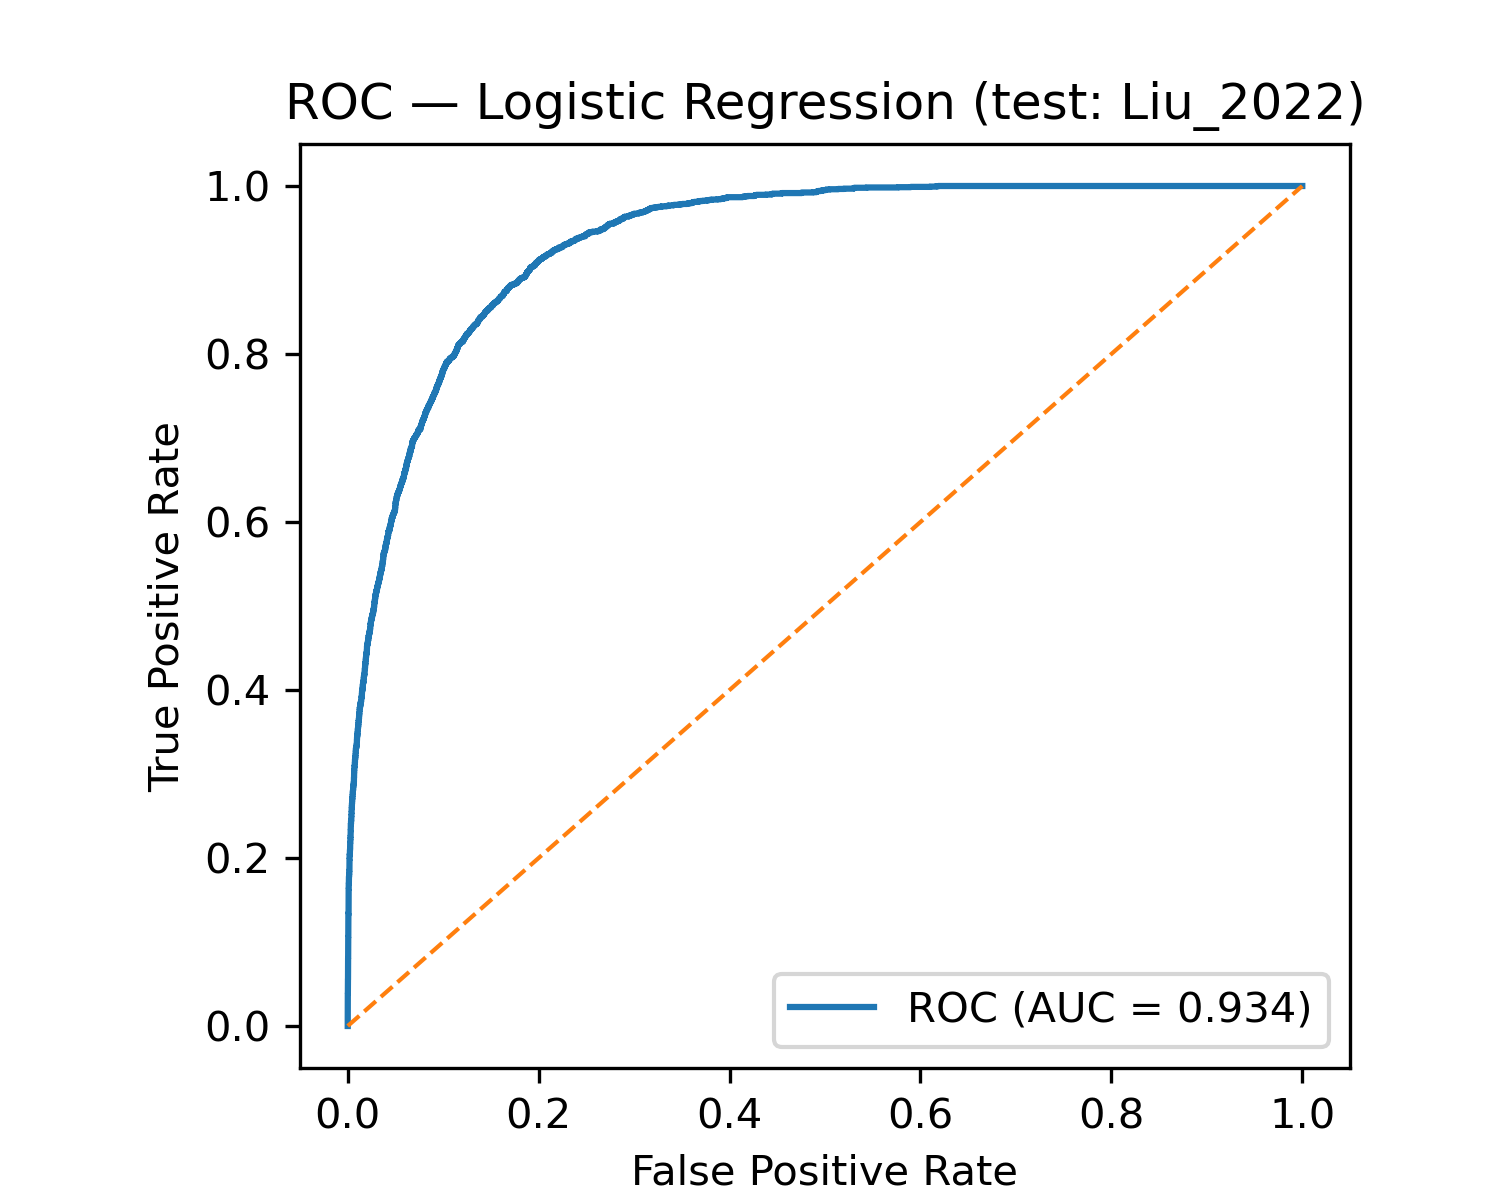 ROC — Logistic Regression (test: Liu_2022)
1.0
0.8
0.6
0.4
0.2
0.0
True Positive Rate
ROC (AUC = 0.934)
0.0 0.2 0.4 0.6 0.8 1.0
False Positive Rate